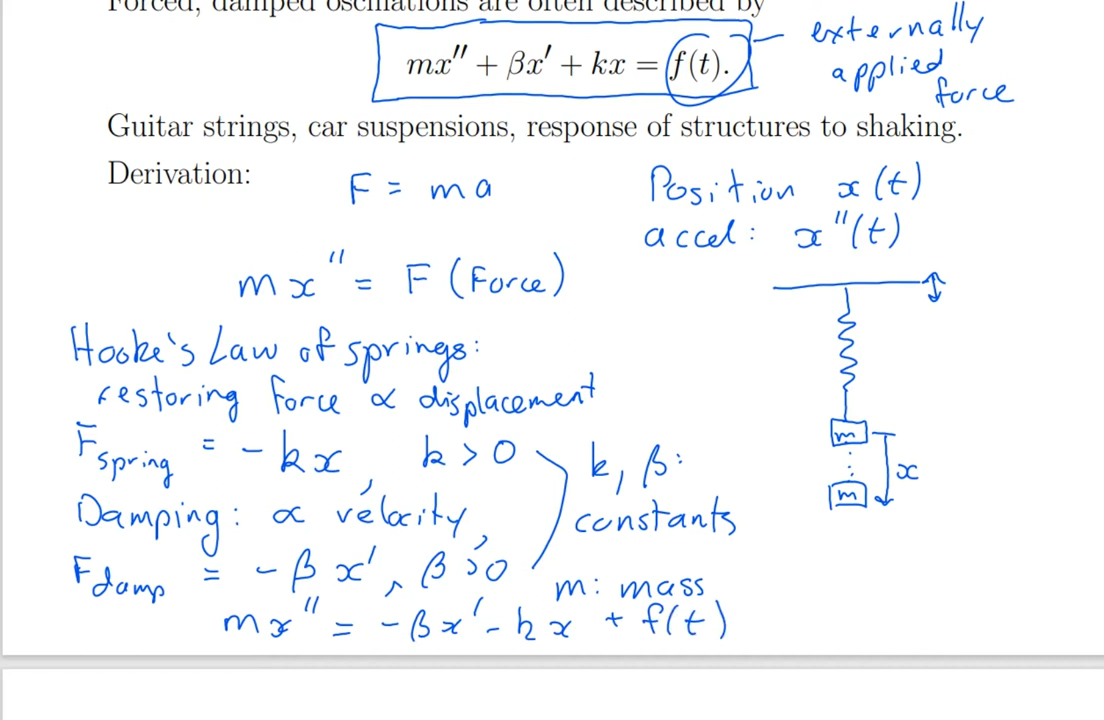 Forced, damped oscillations are often described by
mx'' + βx' + kx = f(t).
externally
applied
force
Guitar strings, car suspensions, response of structures to shaking.
Derivation:
F = ma
Position x(t)
accel: x''(t)
mx'' = F (Force)
Hooke's Law of springs:
restoring force ∝ displacement
F_spring = -kx, k > 0
k, β:
constants
Damping: ∝ velocity,
F_damp = -βx', β > 0
m: mass
mx'' = -βx' - kx + f(t)
m
m
x